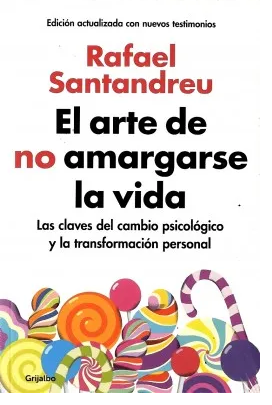 Edición actualizada con nuevos testimonios
Rafael
Santandreu
El arte de
no amargarse
la vida
Las claves del cambio psicológico
y la transformación personal
Grijalbo